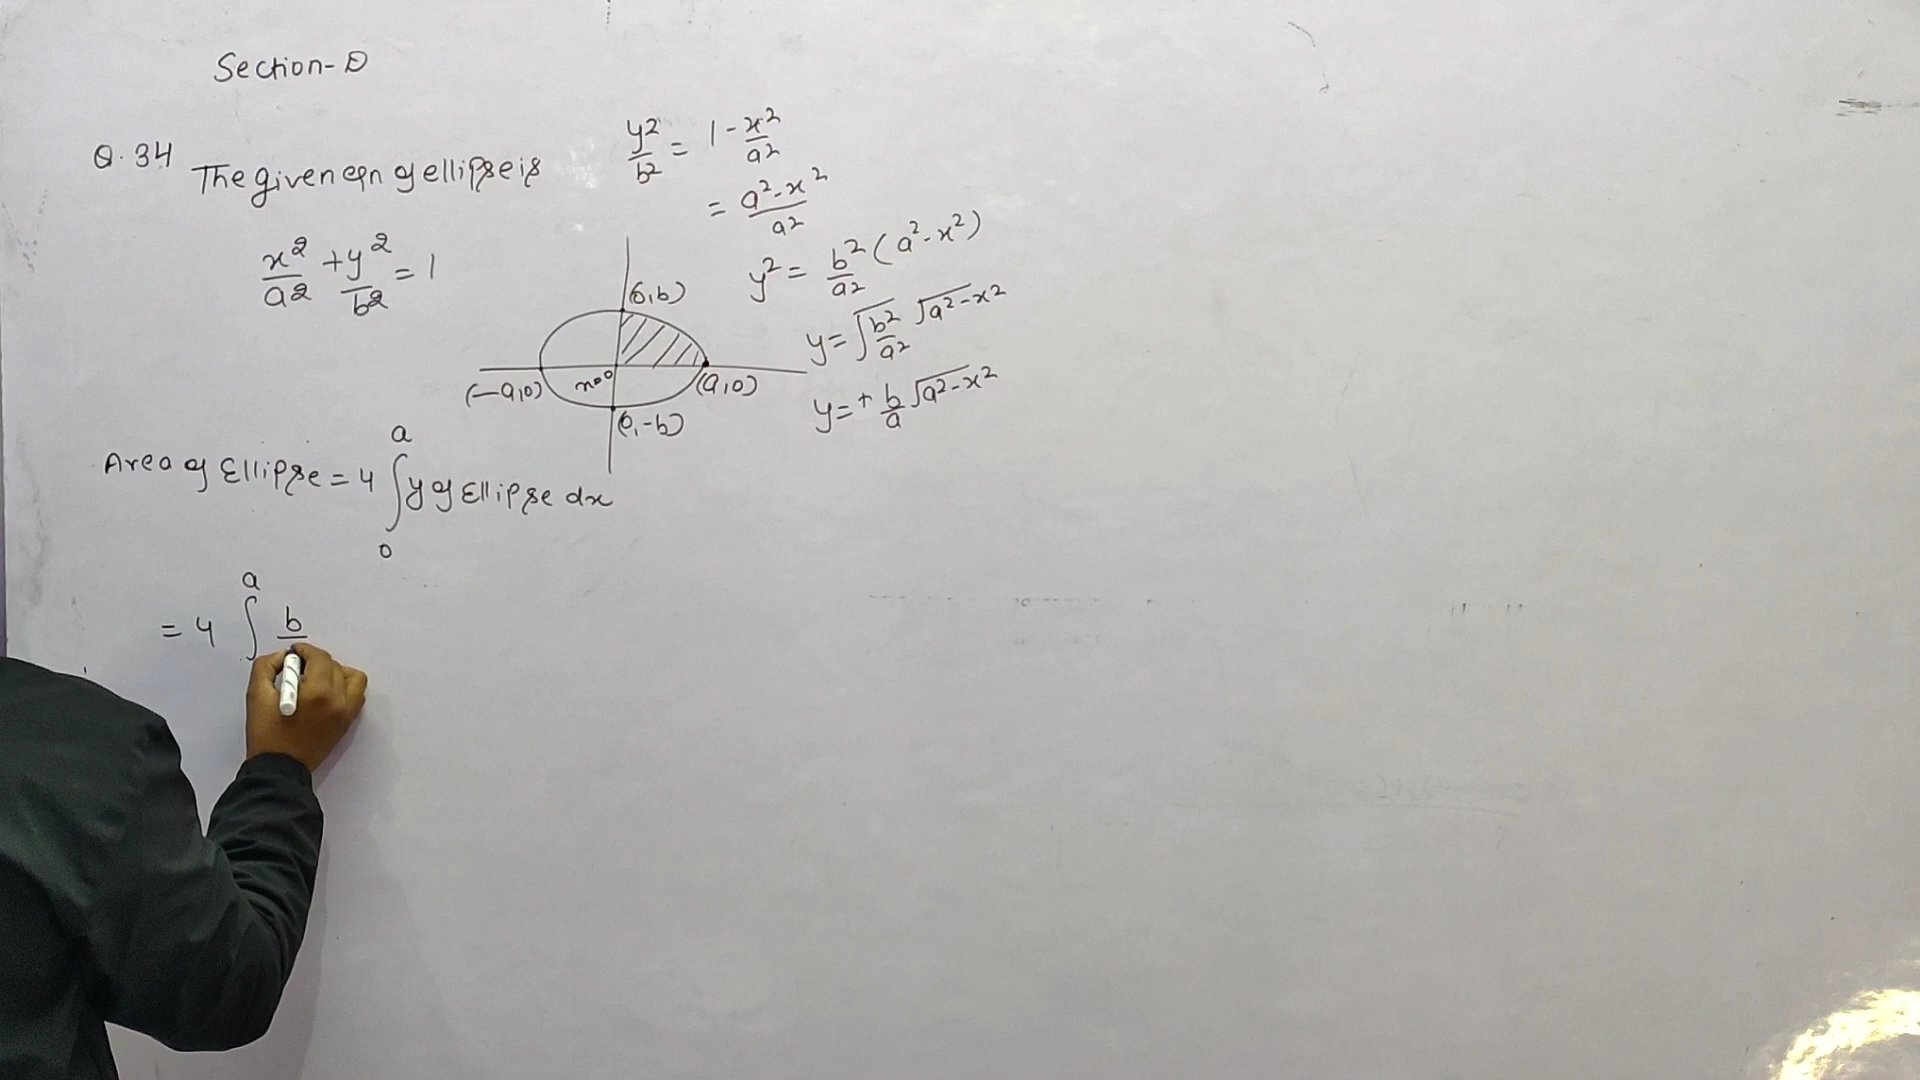 Section-D
Q.34 The given eqn of ellipse is
x²/a² + y²/b² = 1
y²/b² = 1 - x²/a²
= a²-x²/a²
y² = b²/a² (a²-x²)
y = √b²/a² √a²-x²
y = + b/a √a²-x²
(0,b)
(-a,0) x=0 (a,0)
(0,-b)
Area of Ellipse = 4 ∫₀ᵃ y of Ellipse dx
= 4 ∫ᵃ b